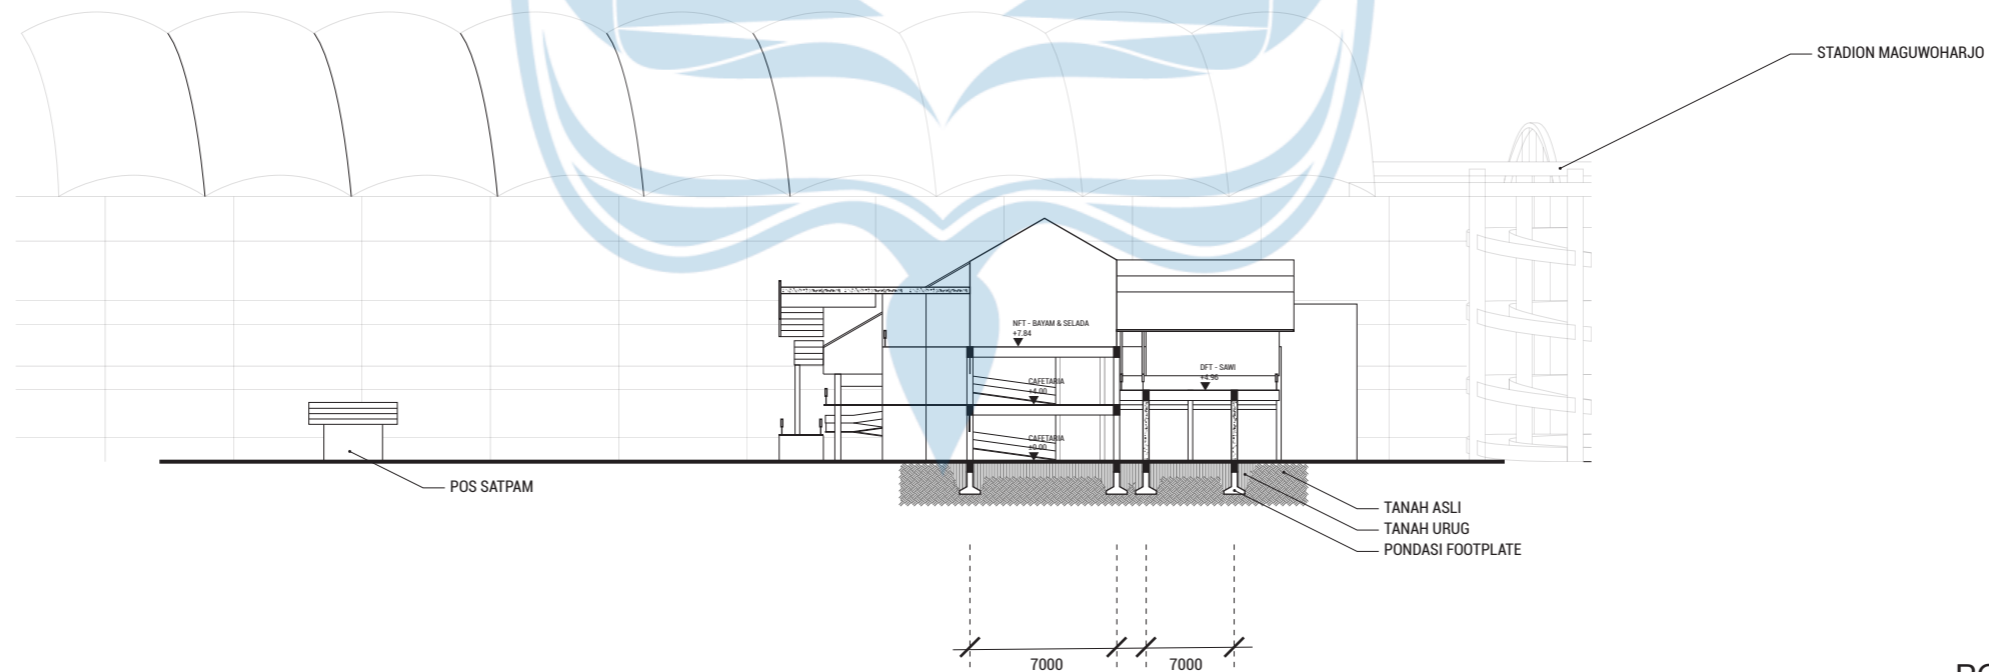 STADION MAGUWOHARJO
NFT - BAYAM & SELADA
+7.84
DFT - SAWI
+4.96
CAFETARIA
+4.00
CAFETARIA
±0.00
POS SATPAM
TANAH ASLI
TANAH URUG
PONDASI FOOTPLATE
7000
7000